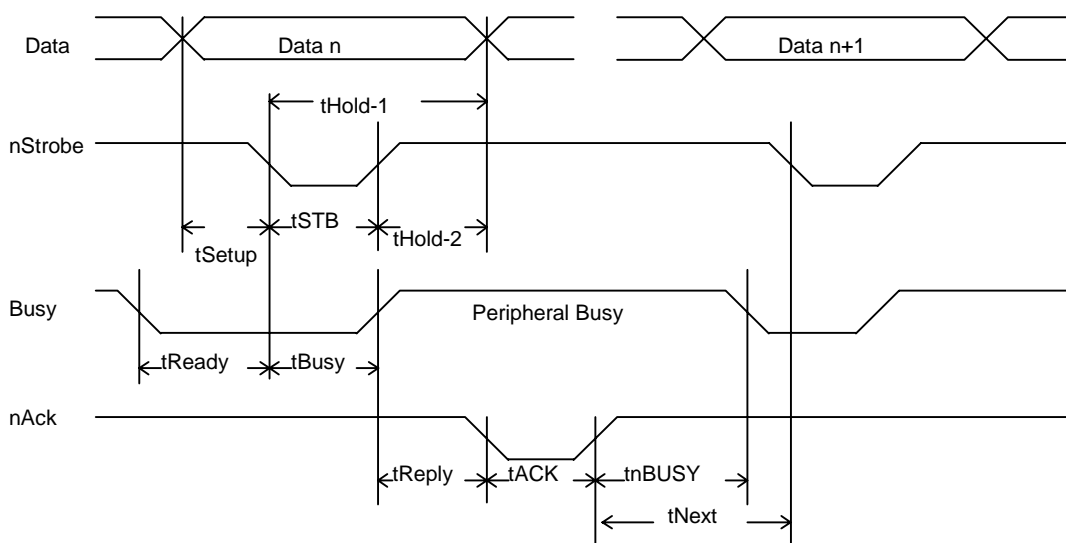 Data
Data n
Data n+1
tHold-1
nStrobe
tSTB
tHold-2
tSetup
Busy
Peripheral Busy
tReady
tBusy
nAck
tReply
tACK
tnBUSY
tNext